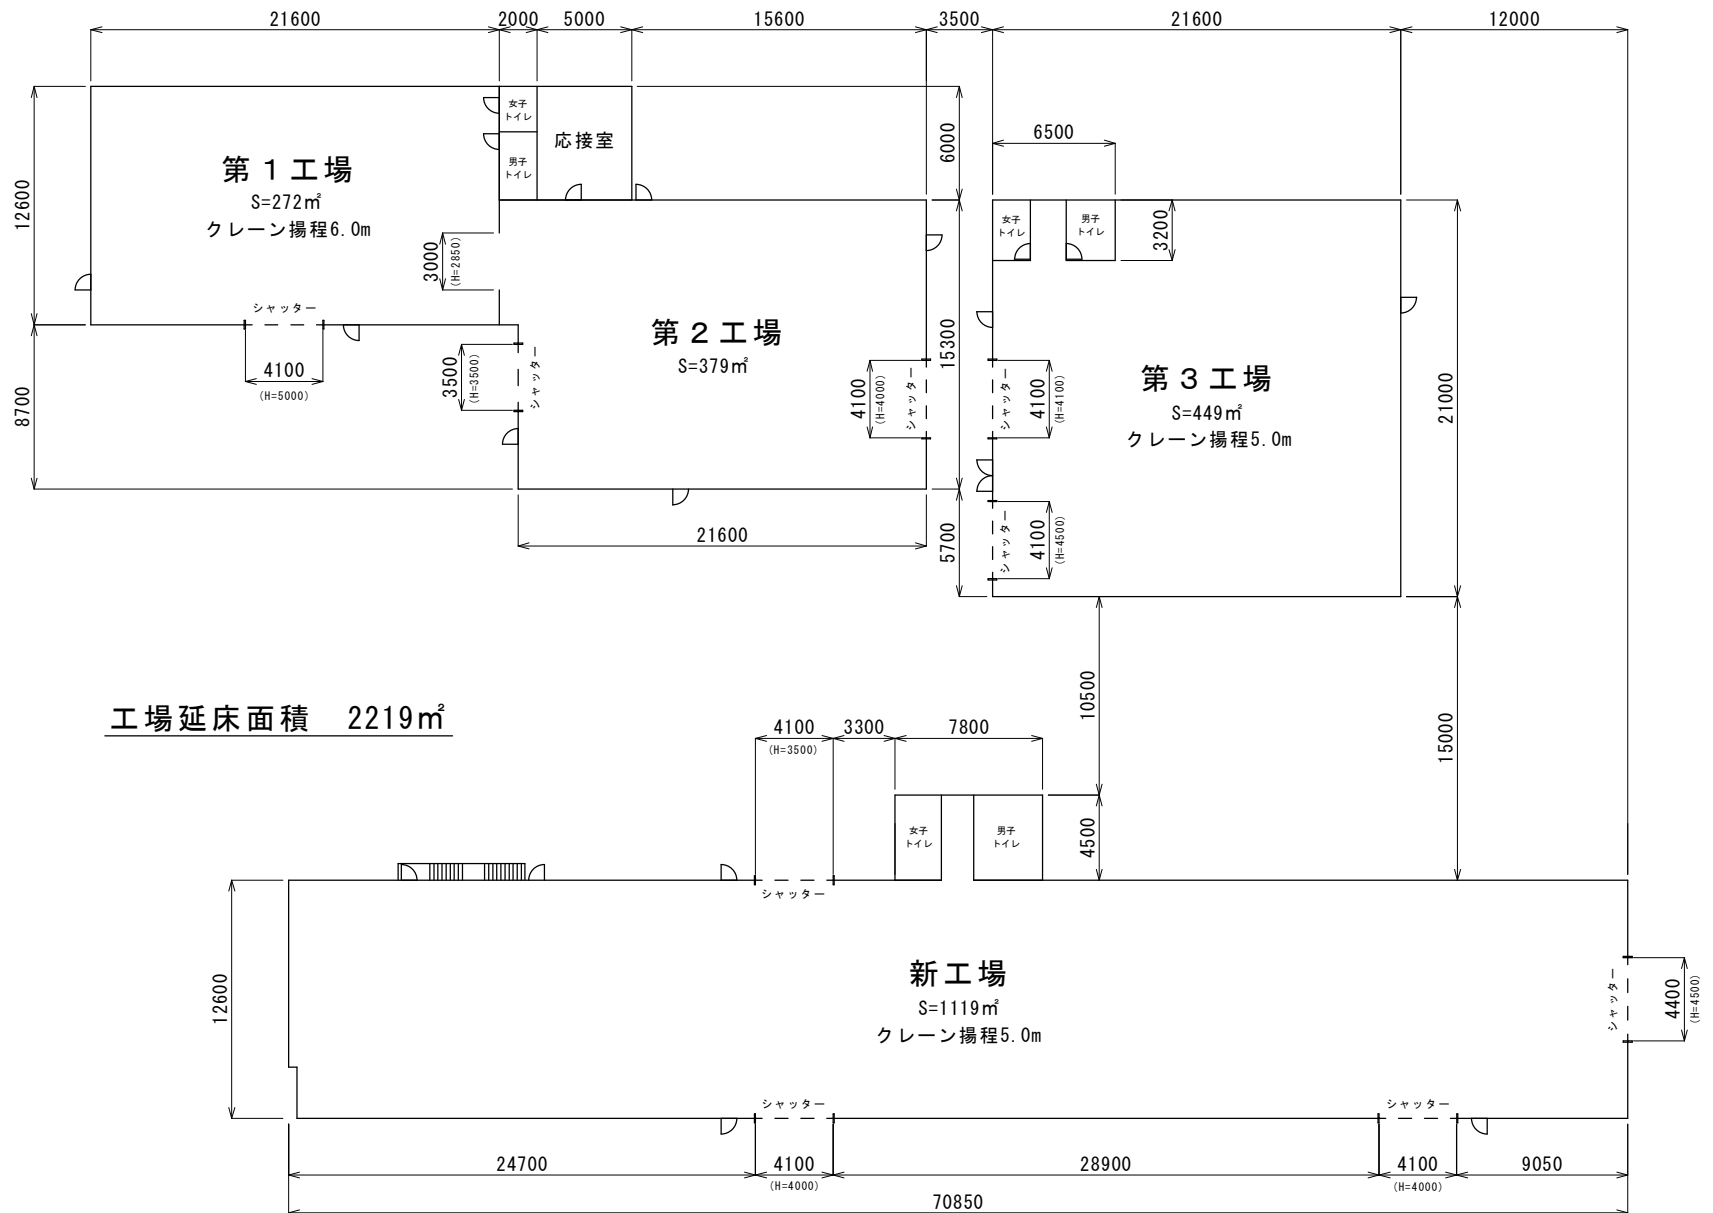 21600
2000
5000
15600
3500
21600
12000
女子
トイレ
男子
トイレ
応接室
第１工場
S=272㎡
クレーン揚程6.0m
12600
8700
3000
(H=2850)
シャッター
4100
(H=5000)
6000
6500
女子
トイレ
男子
トイレ
3200
第２工場
S=379㎡
3500
(H=3500)
シャッター
4100
(H=4000)
シャッター
15300
5700
21600
シャッター
4100
(H=4100)
第３工場
S=449㎡
クレーン揚程5.0m
シャッター
4100
(H=4500)
21000
10500
15000
工場延床面積　2219㎡
4100
(H=3500)
3300
7800
女子
トイレ
男子
トイレ
4500
シャッター
12600
新工場
S=1119㎡
クレーン揚程5.0m
シャッター
4400
(H=4500)
シャッター
シャッター
24700
4100
(H=4000)
28900
4100
(H=4000)
9050
70850